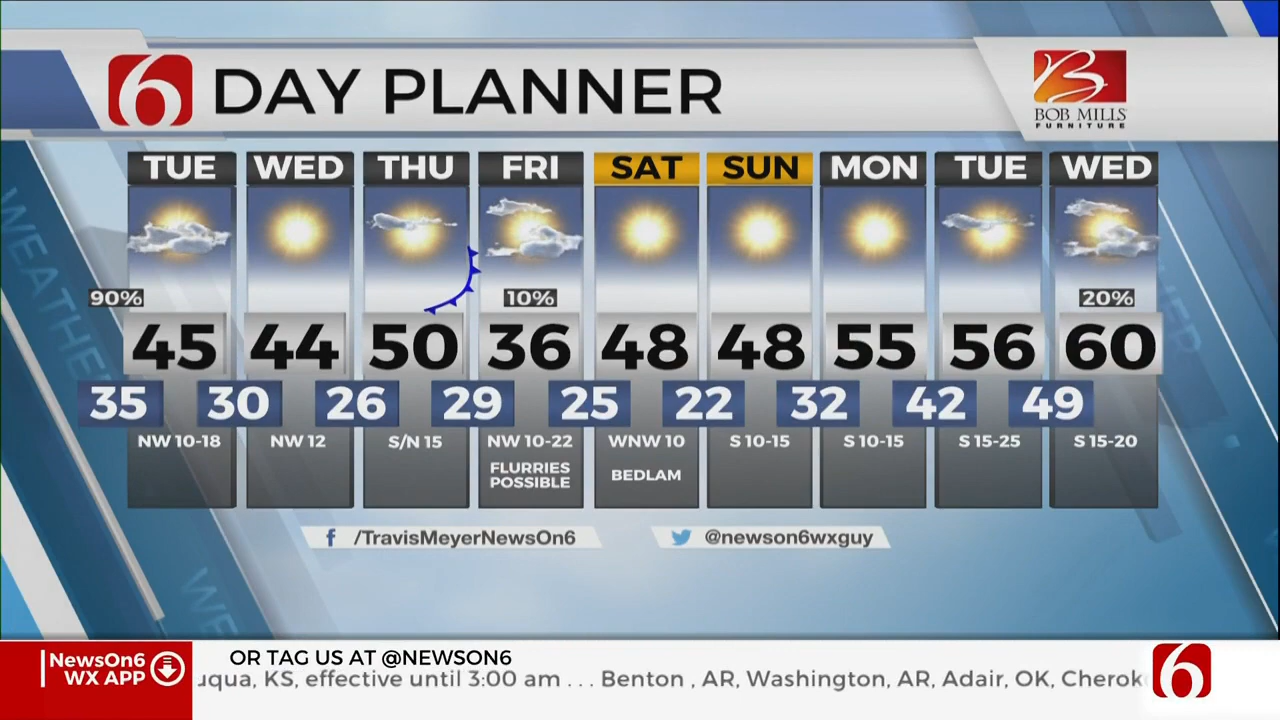 6 DAY PLANNER
B
BOB MILLS
FURNITURE
TUE WED THU FRI SAT SUN MON TUE WED
90% 10% 20%
45 44 50 36 48 48 55 56 60
35 30 26 29 25 22 32 42 49
NW 10-18 NW 12 S/N 15 NW 10-22 WNW 10 S 10-15 S 10-15 S 15-25 S 15-20
FLURRIES
POSSIBLE
BEDLAM
f /TravisMeyerNewsOn6 @newson6wxguy
WEATHER
NewsOn6
WX APP
OR TAG US AT @NEWSON6
uqua, KS, effective until 3:00 am . . . Benton , AR, Washington, AR, Adair, OK, Cherok
6